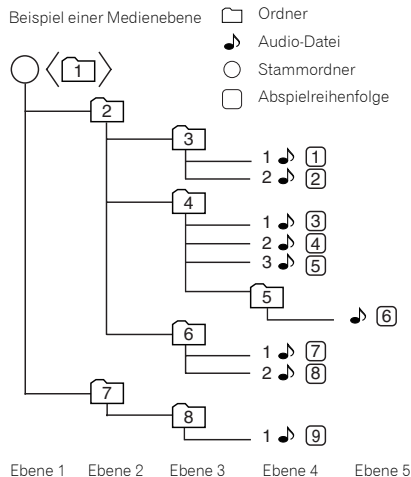 Beispiel einer Medienebene
Ordner
Audio-Datei
Stammordner
Abspielreihenfolge
1
2
3
1 1
2 2
4
1 3
2 4
3 5
5
6
6
1 7
2 8
7
8
1 9
Ebene 1 Ebene 2 Ebene 3 Ebene 4 Ebene 5